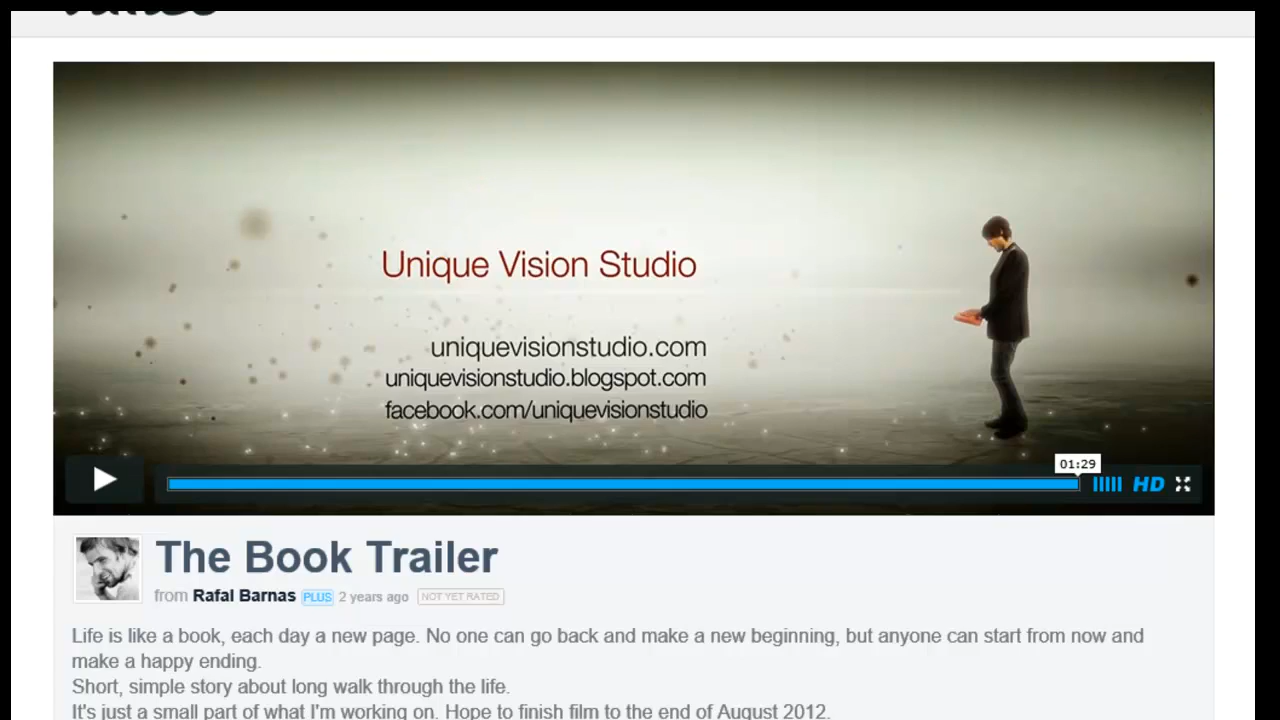 Unique Vision Studio
uniquevisionstudio.com
uniquevisionstudio.blogspot.com
facebook.com/uniquevisionstudio
01:29
HD
The Book Trailer
from Rafal Barnas PLUS 2 years ago NOT YET RATED
Life is like a book, each day a new page. No one can go back and make a new beginning, but anyone can start from now and
make a happy ending.
Short, simple story about long walk through the life.
It's just a small part of what I'm working on. Hope to finish film to the end of August 2012.